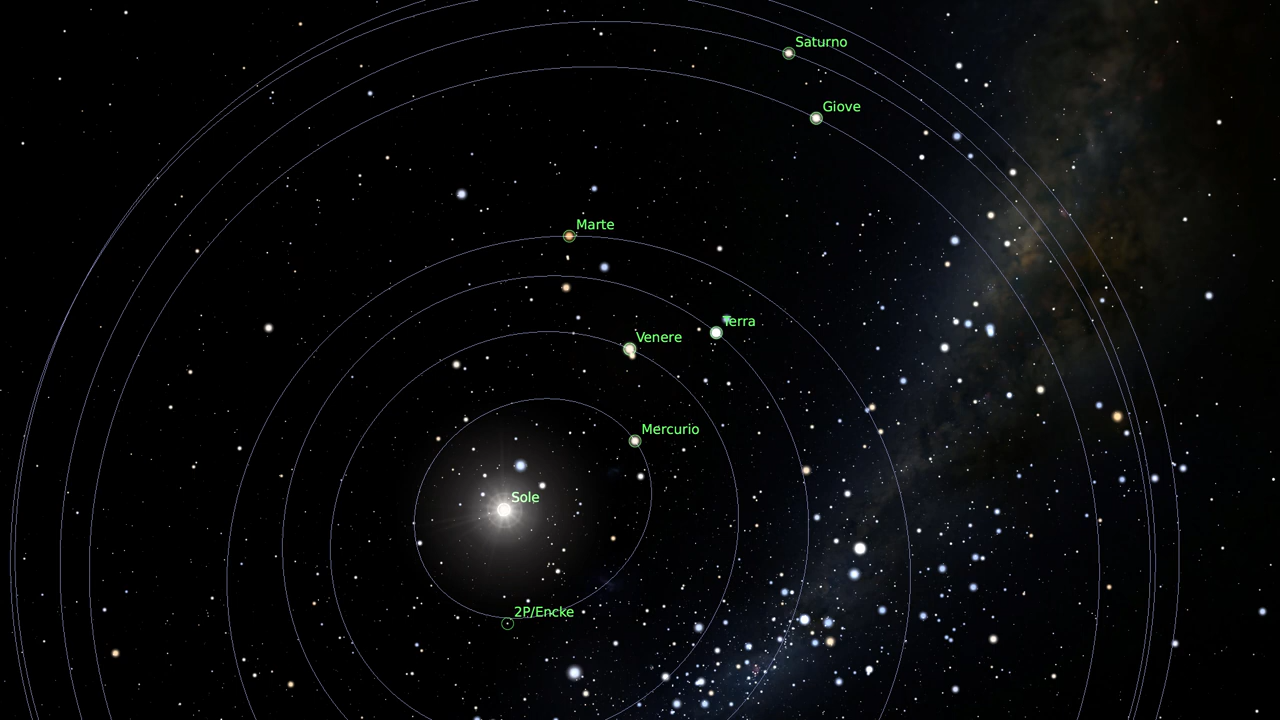 Saturno
Giove
Marte
Terra
Venere
Mercurio
Sole
2P/Encke